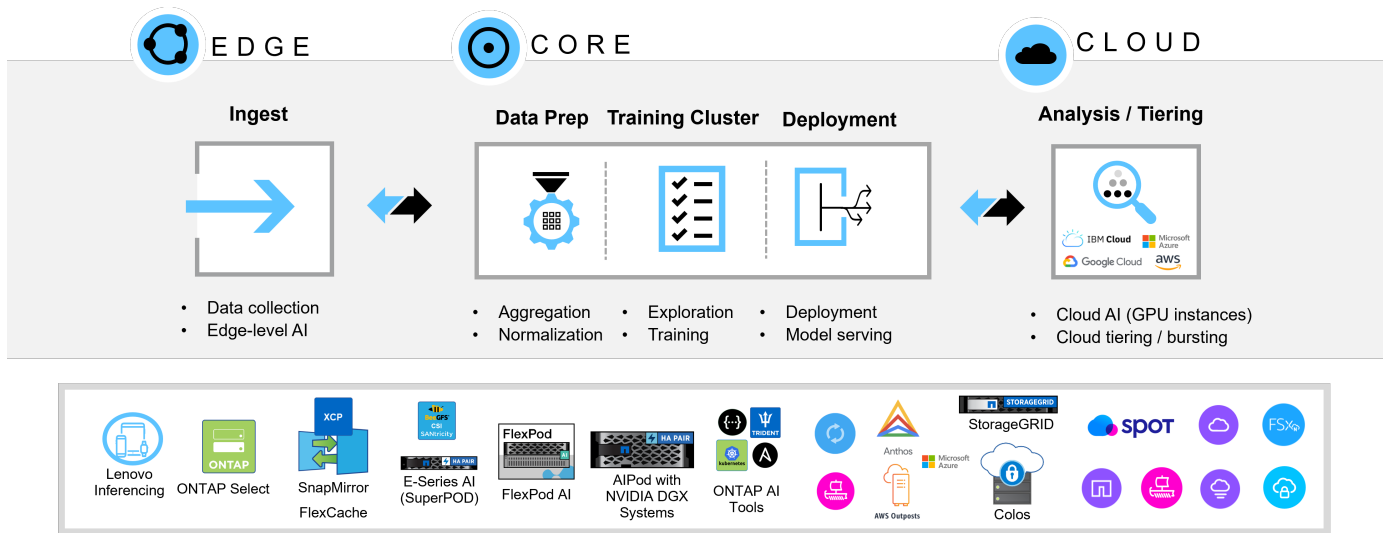 EDGE
CORE
CLOUD
Ingest
Data Prep
Training Cluster
Deployment
Analysis / Tiering
IBM Cloud
Microsoft
Azure
Google Cloud
aws
• Data collection
• Edge-level AI
• Aggregation
• Normalization
• Exploration
• Training
• Deployment
• Model serving
• Cloud AI (GPU instances)
• Cloud tiering / bursting
Lenovo
Inferencing
ONTAP
ONTAP Select
XCP
SnapMirror
FlexCache
BeeGFS
CSI
SANtricity
HA PAIR
E-Series AI
(SuperPOD)
FlexPod
AI
FlexPod AI
HA PAIR
AIPod with
NVIDIA DGX
Systems
{··}
TRIDENT
kubernetes
ONTAP AI
Tools
Anthos
Microsoft
Azure
AWS Outposts
STORAGEGRID
StorageGRID
Colos
spot
FSx